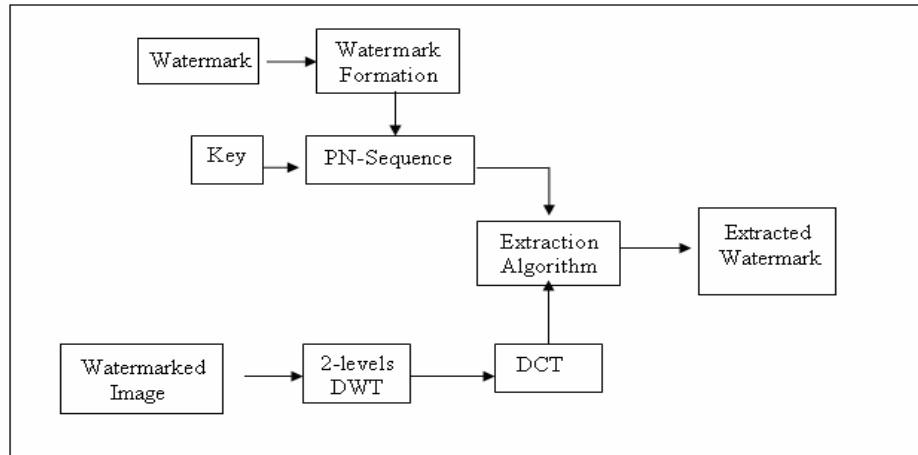 Watermark
Watermark
Formation
Key
PN-Sequence
Extraction
Algorithm
Extracted
Watermark
Watermarked
Image
2-levels
DWT
DCT